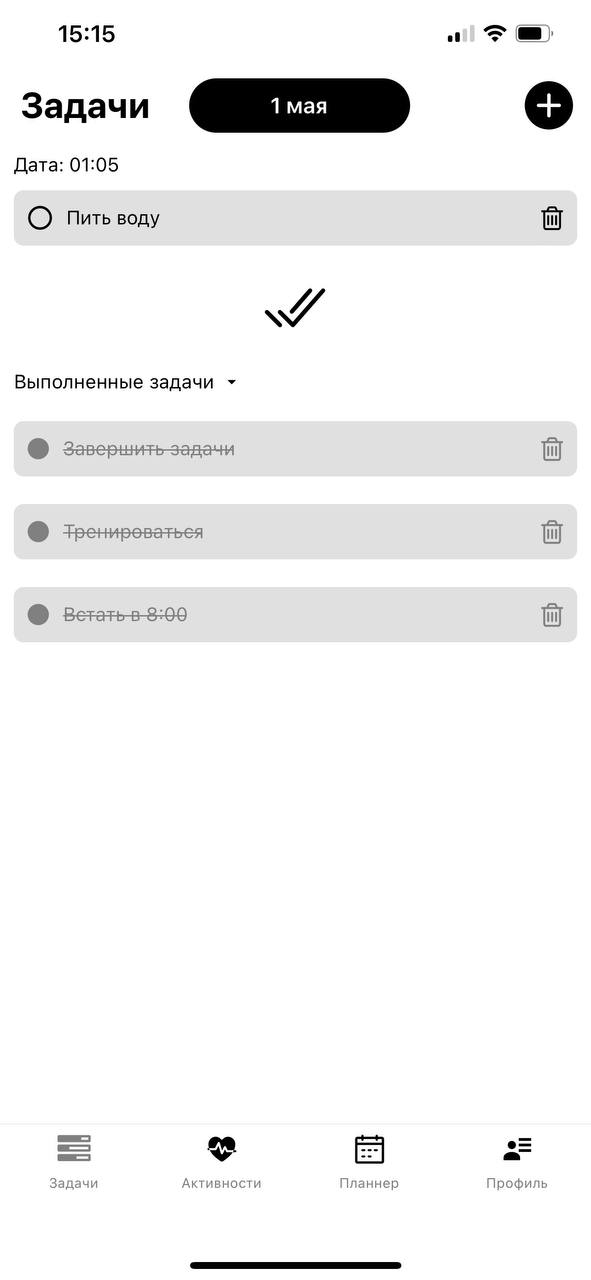 15:15
Задачи
1 мая
Дата: 01:05
Пить воду
Выполненные задачи
Завершить задачи
Тренироваться
Встать в 8:00
Задачи
Активности
Планнер
Профиль